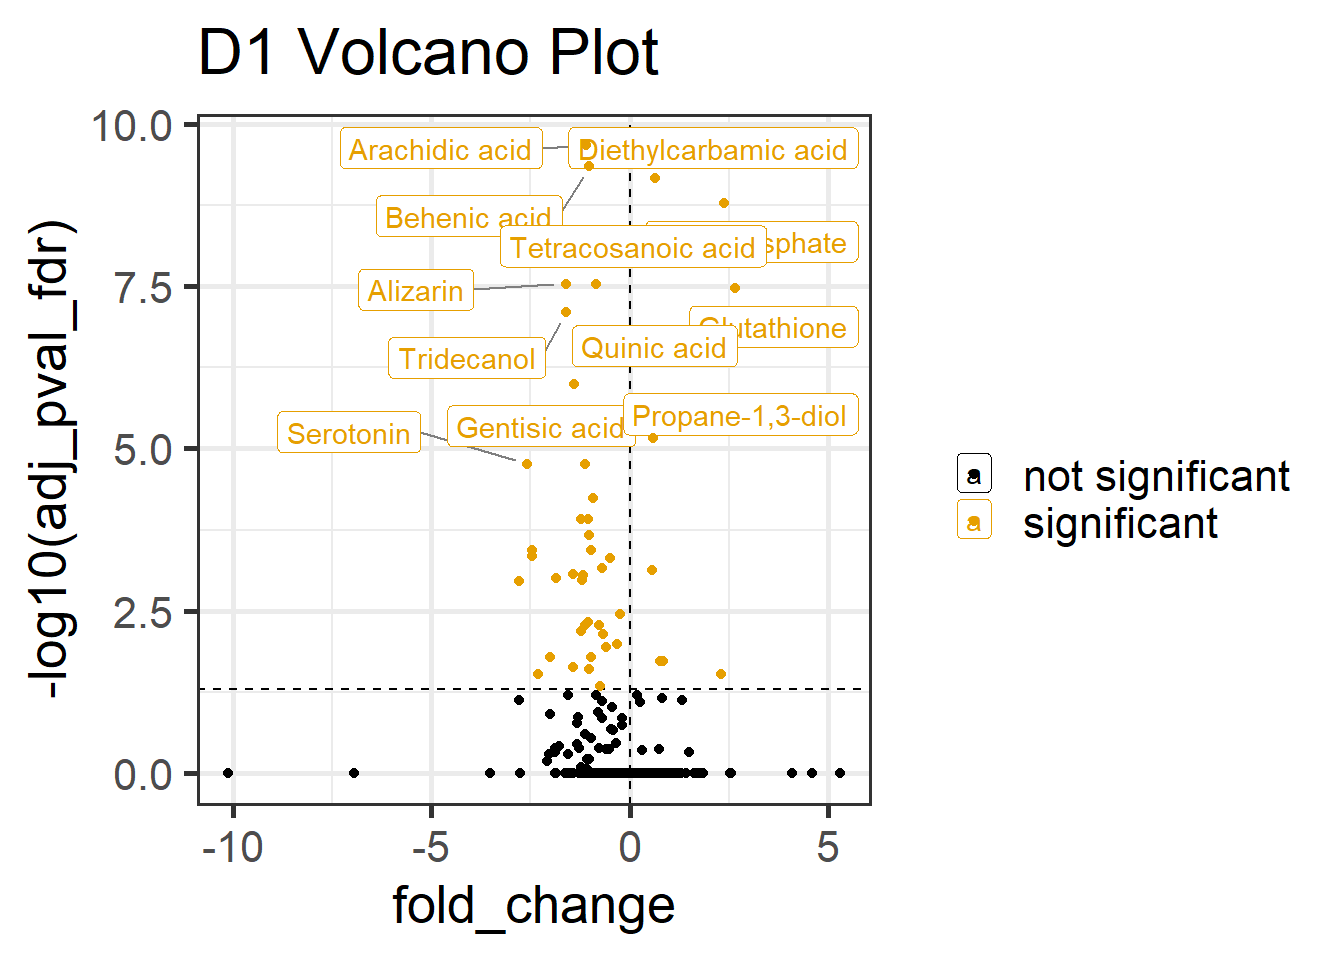 D1 Volcano Plot
-log10(adj_pval_fdr)
10.0
7.5
5.0
2.5
0.0
Arachidic acid
Diethylcarbamic acid
Behenic acid
Tetracosanoic acid
Alizarin
Glutathione
Tridecanol
Quinic acid
Propane-1,3-diol
Serotonin
Gentisic acid
-10
-5
0
5
fold_change
a not significant
a significant